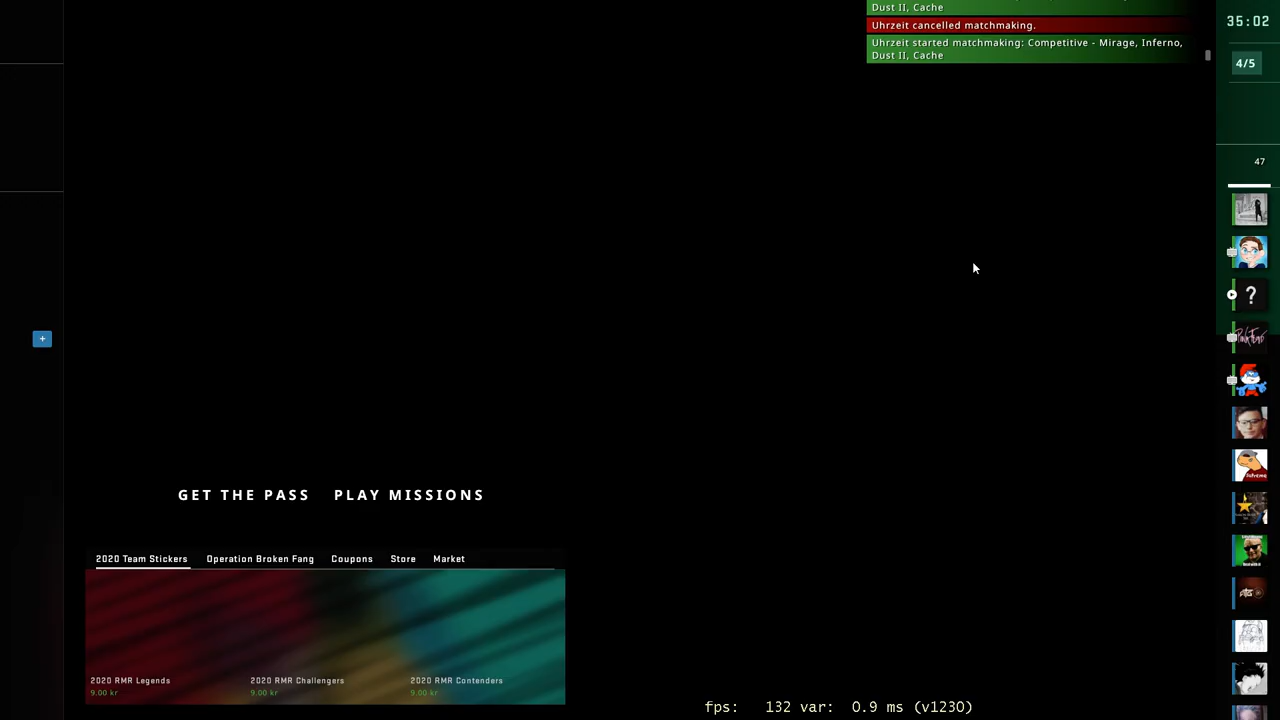 Dust II, Cache
Uhrzeit cancelled matchmaking.
Uhrzeit started matchmaking: Competitive - Mirage, Inferno,
Dust II, Cache
35:02
4/5
47
+
?
GET THE PASS PLAY MISSIONS
2020 Team Stickers Operation Broken Fang Coupons Store Market
2020 RMR Legends 2020 RMR Challengers 2020 RMR Contenders
9.00 kr 9.00 kr 9.00 kr
fps: 132 var: 0.9 ms (v1230)